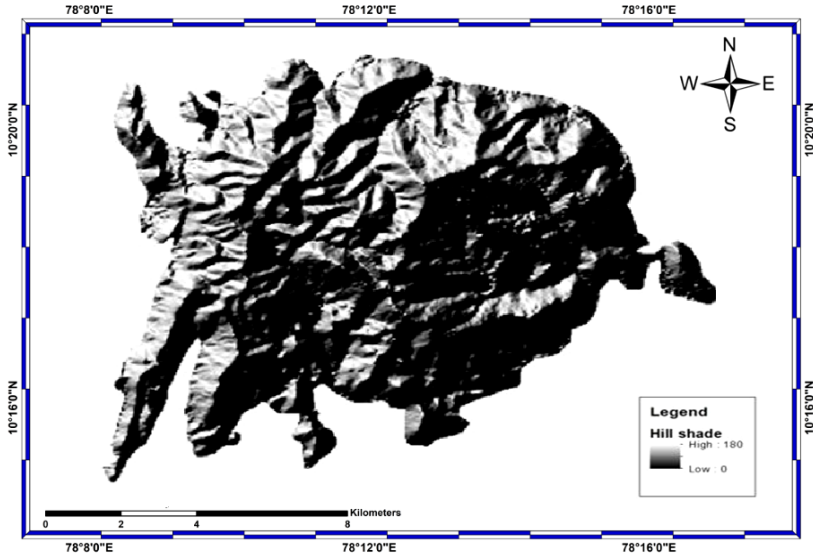 78°8'0"E 78°12'0"E 78°16'0"E
N
W E
S
10°20'0"N 10°20'0"N
10°16'0"N 10°16'0"N
Legend
Hill shade
High : 180
Low : 0
Kilometers
0 2 4 8
78°8'0"E 78°12'0"E 78°16'0"E